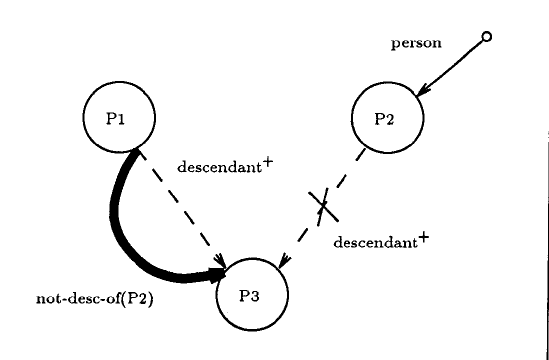 person
P1
P2
descendant+
descendant+
not-desc-of(P2)
P3